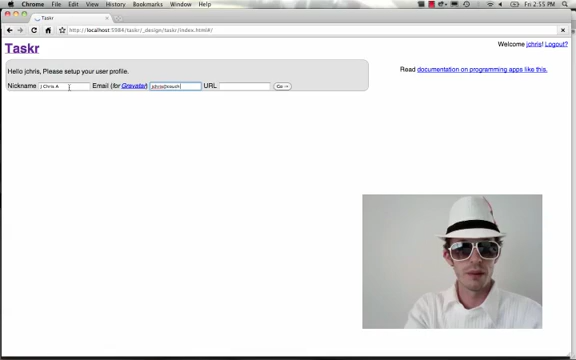 Chrome File Edit View History Bookmarks Window Help Fri 2:55 PM
Taskr
http://localhost:5984/taskr/_design/taskr/index.html#/
Taskr
Welcome jchris! Logout?
Hello jchris, Please setup your user profile.
Read documentation on programming apps like this.
Nickname J Chris A Email (for Gravatar) jchris@couch URL Go →